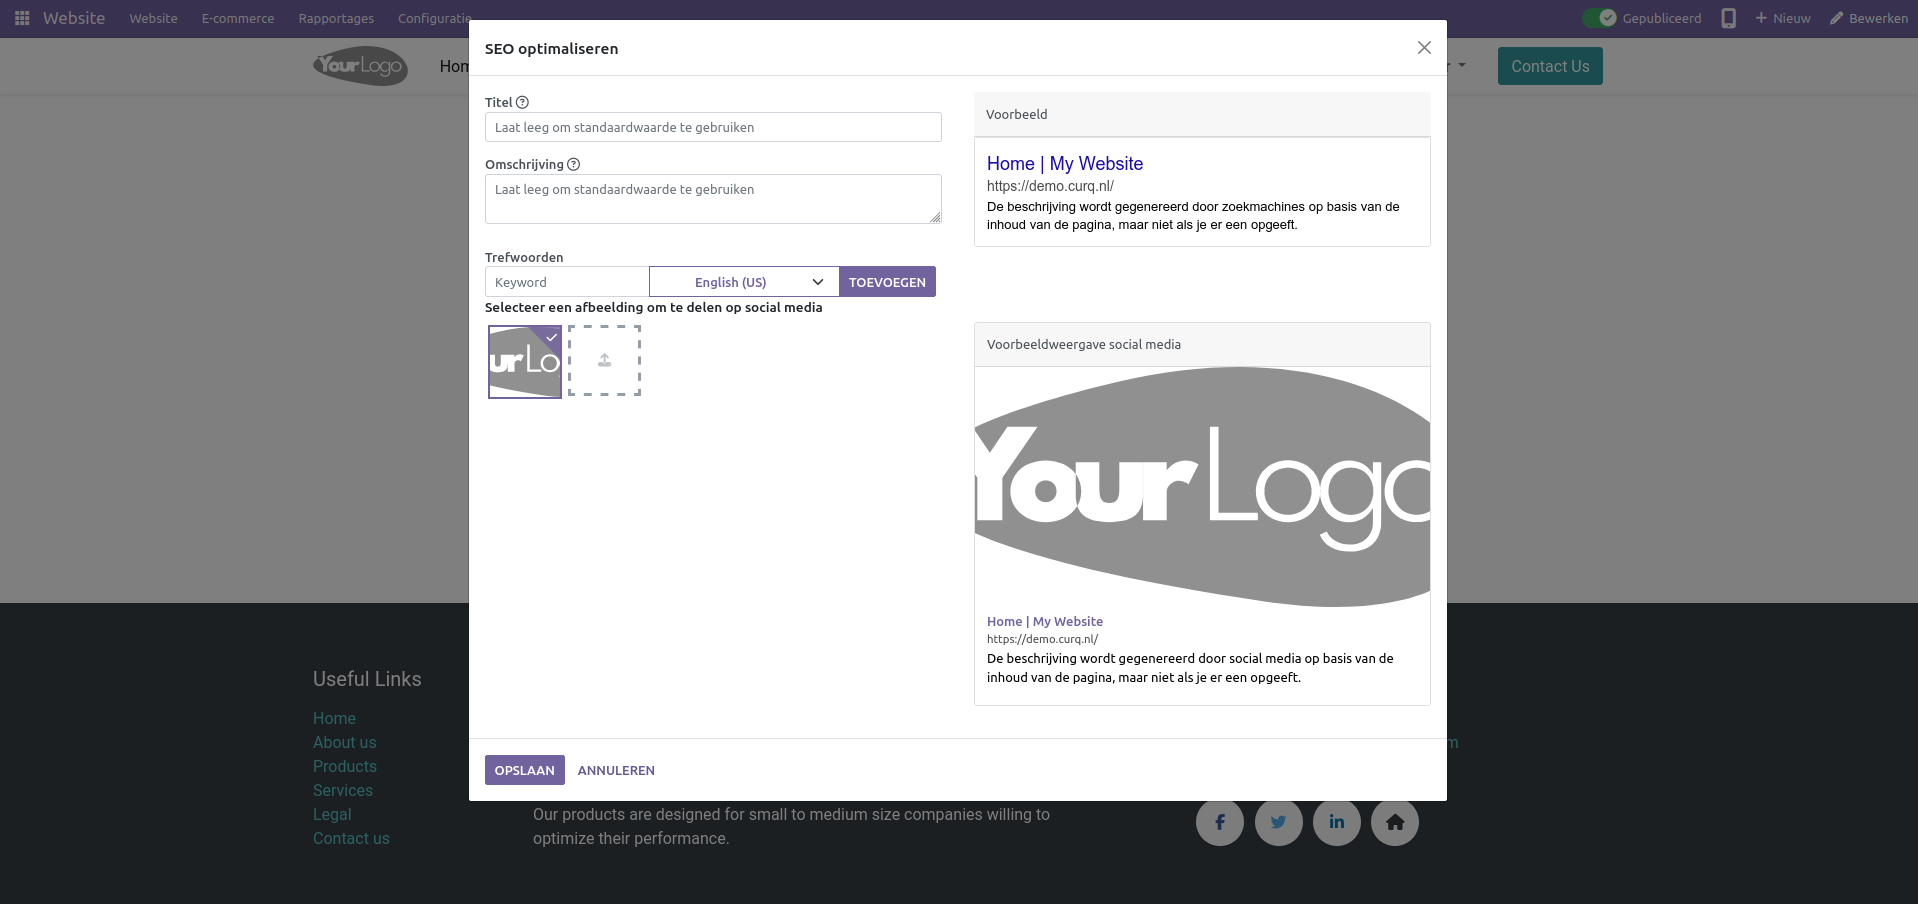 Website
Website
E-commerce
Rapportages
Configuratie
Gepubliceerd
Nieuw
Bewerken
YourLogo
Contact Us
SEO optimaliseren
Titel
Laat leeg om standaardwaarde te gebruiken
Omschrijving
Laat leeg om standaardwaarde te gebruiken
Trefwoorden
Keyword
English (US)
TOEVOEGEN
Selecteer een afbeelding om te delen op social media
ur Lo
Voorbeeld
Home | My Website
https://demo.curq.nl/
De beschrijving wordt gegenereerd door zoekmachines op basis van de
inhoud van de pagina, maar niet als je er een opgeeft.
Voorbeeldweergave social media
YourLogo
Home | My Website
https://demo.curq.nl/
De beschrijving wordt gegenereerd door social media op basis van de
inhoud van de pagina, maar niet als je er een opgeeft.
OPSLAAN
ANNULEREN
Useful Links
Home
About us
Products
Services
Legal
Contact us
Our products are designed for small to medium size companies willing to
optimize their performance.